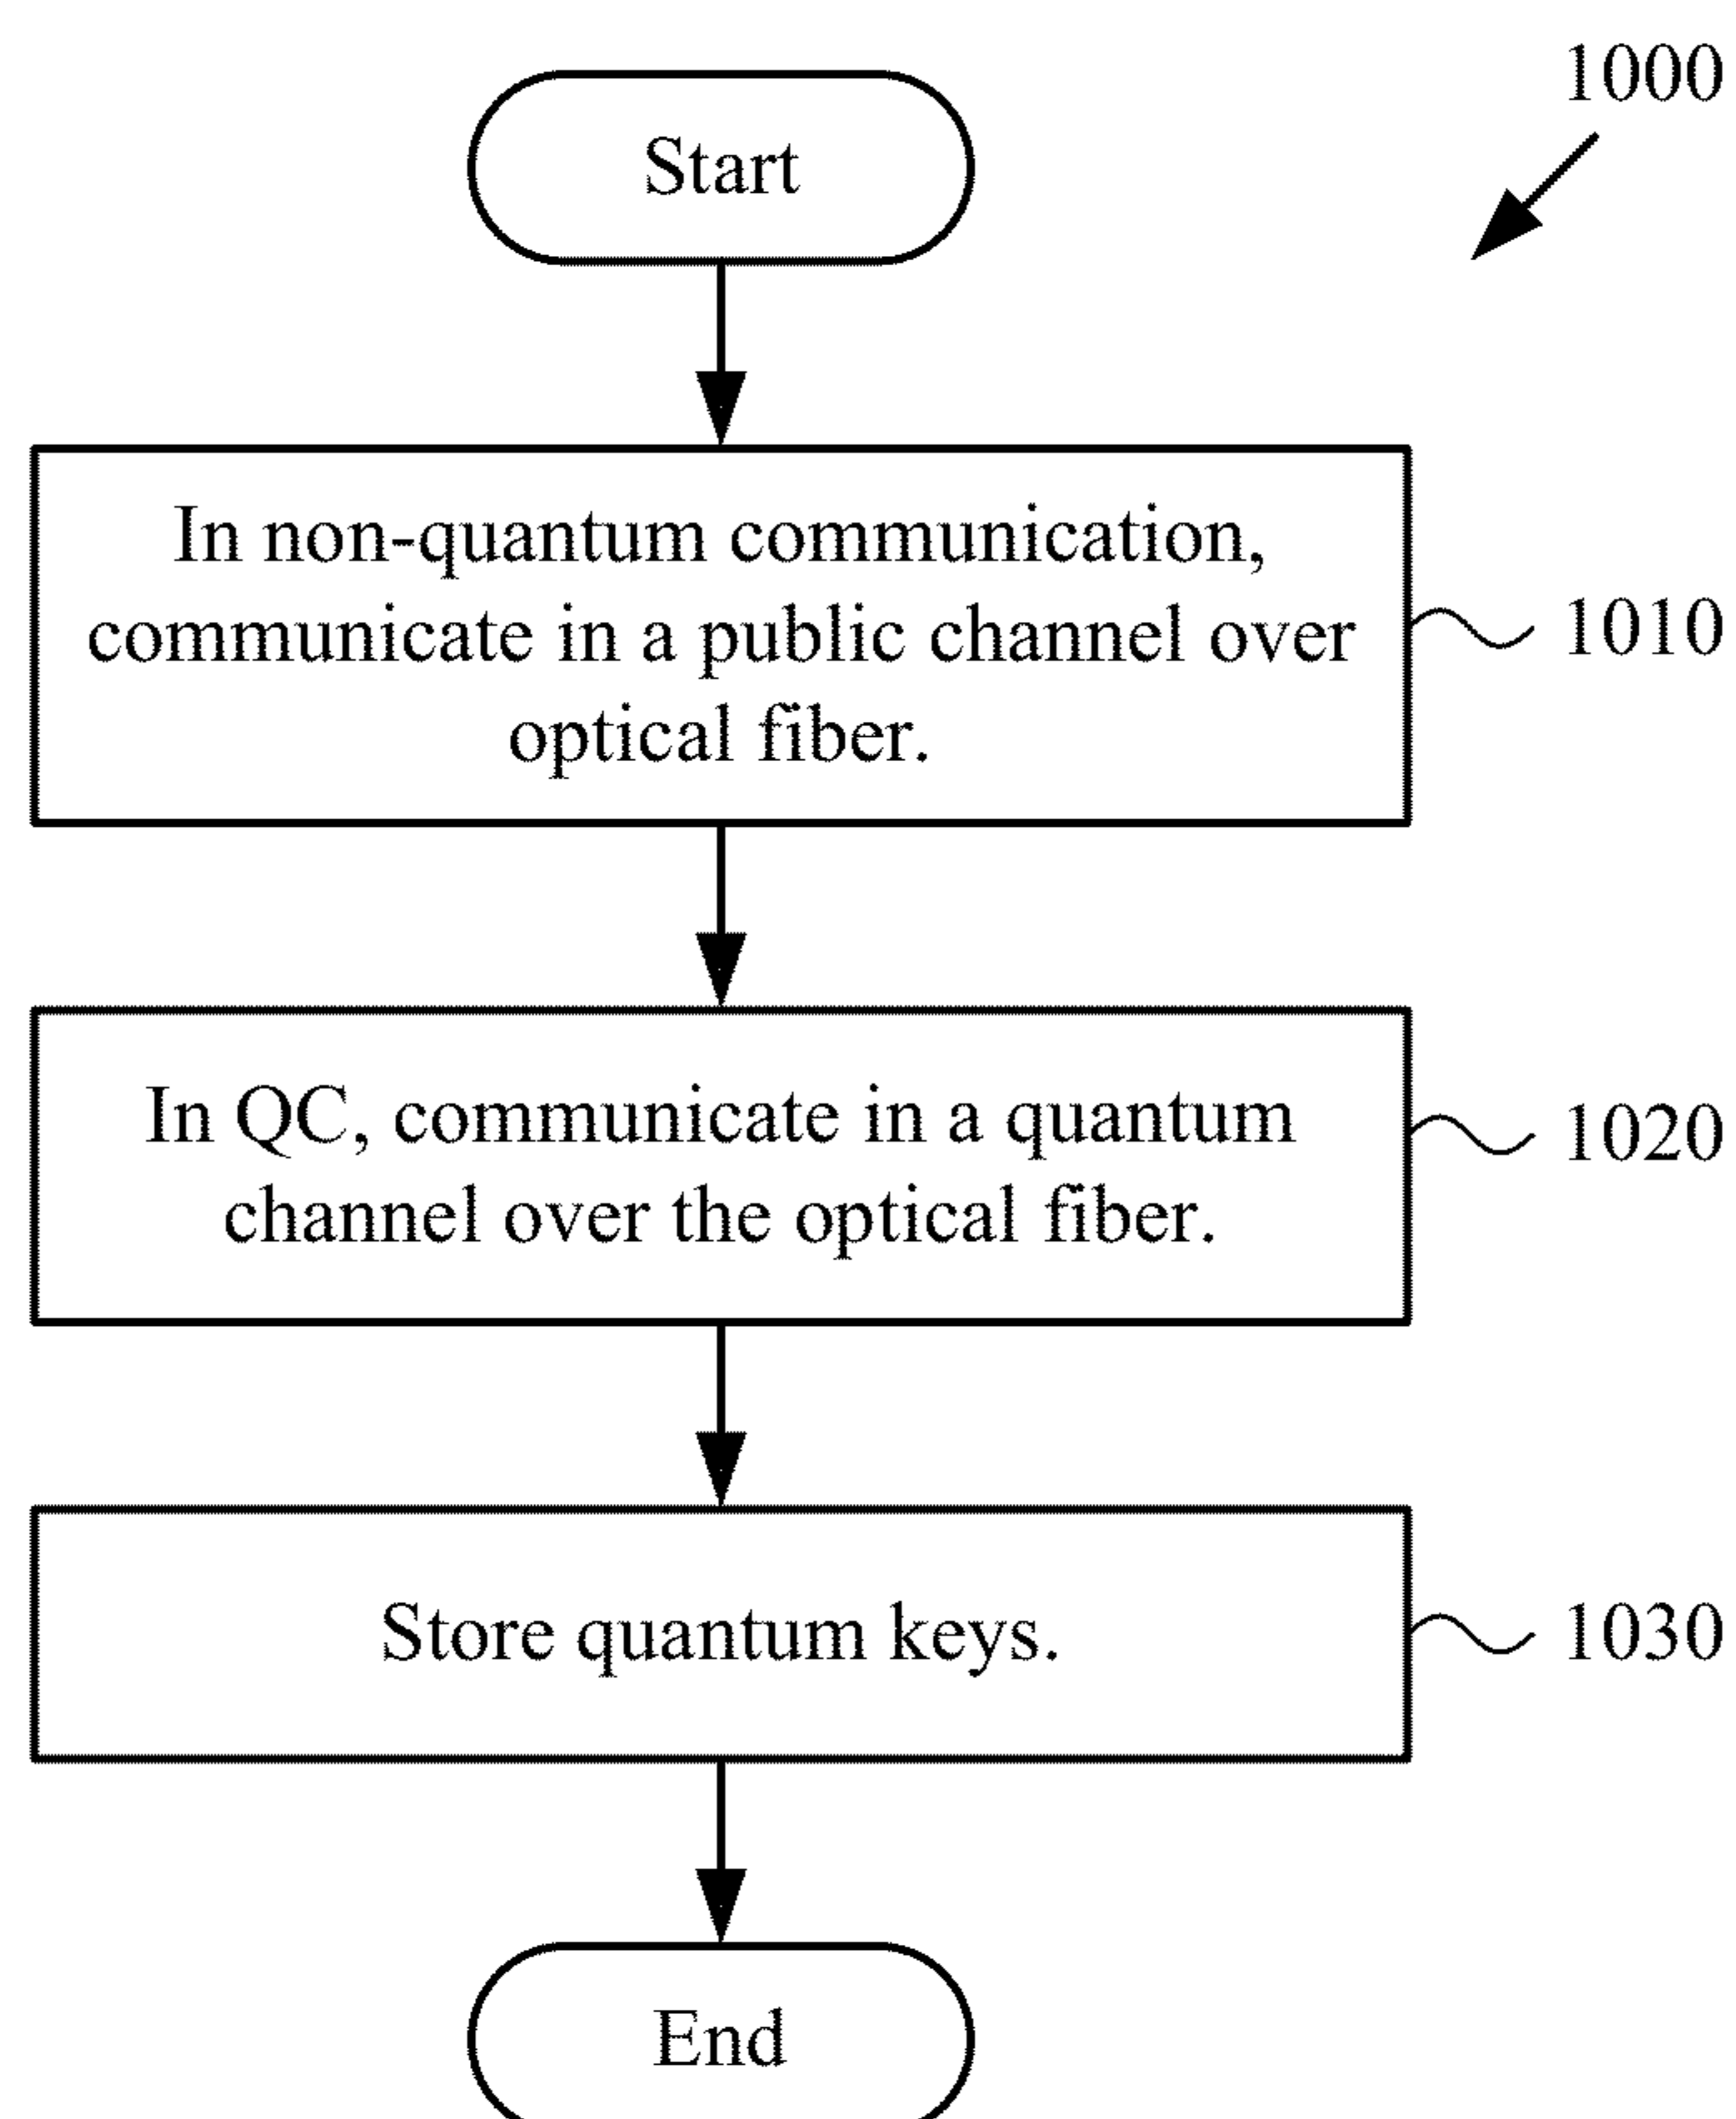 1000
Start
In non-quantum communication,
communicate in a public channel over
optical fiber.
1010
In QC, communicate in a quantum
channel over the optical fiber.
1020
Store quantum keys.
1030
End